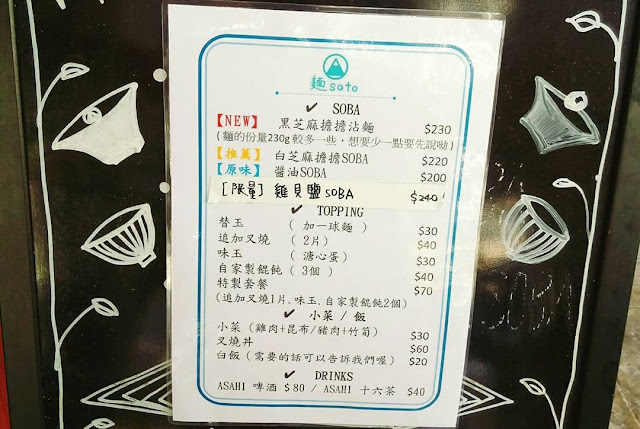 麵sato
✔ SOBA
【NEW】 黑芝麻擔擔沾麵 $230
(麵的份量230g較多一些，想要少一點要先說呦)
【推薦】 白芝麻擔擔SOBA $220
【原味】 醬油SOBA $200
[限量] 雞貝鹽SOBA $240
✔ TOPPING
替玉 (加一球麵) $30
追加叉燒 (2片) $40
味玉 (溏心蛋) $30
自家製餛飩(3個) $40
特製套餐 $70
(追加叉燒1片,味玉,自家製餛飩2個)
✔ 小菜 / 飯
小菜(雞肉+昆布/豬肉+竹筍) $30
叉燒丼 $60
白飯(需要的話可以告訴我們喔) $20
✔ DRINKS
ASAHI 啤酒 $80 / ASAHI 十六茶 $40